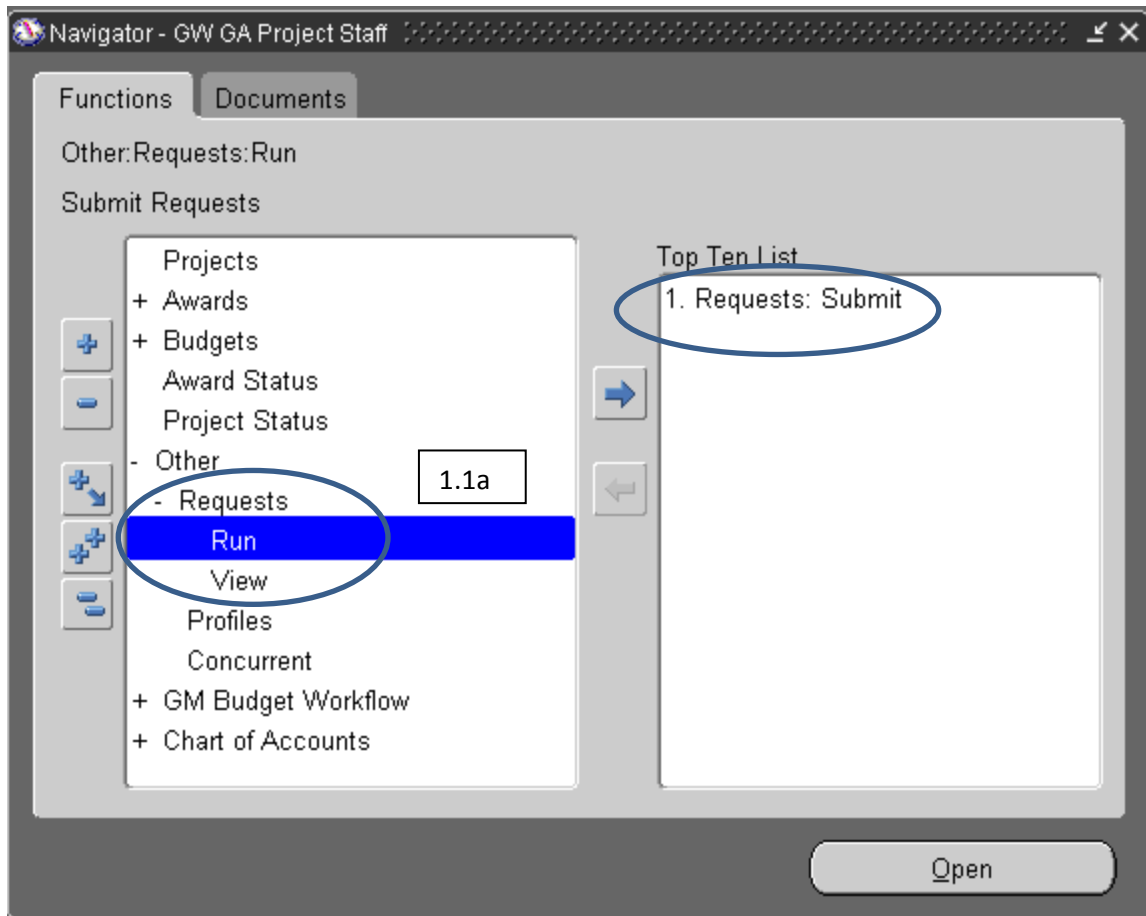 Navigator - GW GA Project Staff
Functions
Documents
Other:Requests:Run
Submit Requests
Projects
+ Awards
+ Budgets
Award Status
Project Status
- Other
- Requests
Run
View
Profiles
Concurrent
+ GM Budget Workflow
+ Chart of Accounts
1.1a
Top Ten List
1. Requests: Submit
Open